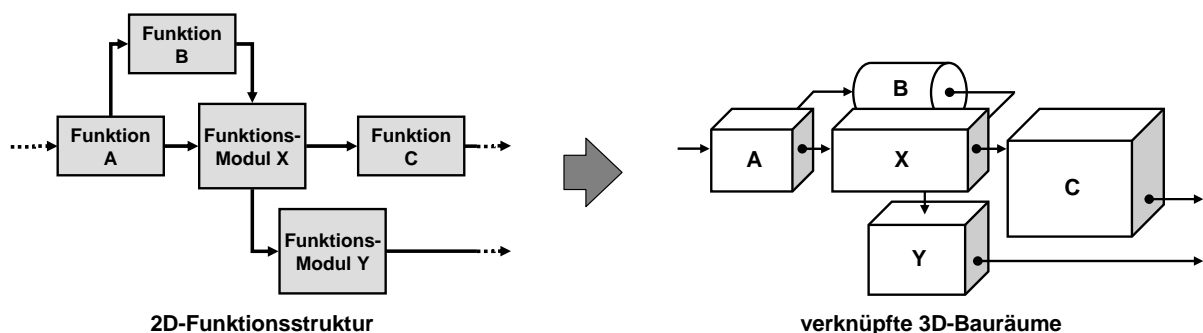 Funktion
B
Funktion
A
Funktions-
Modul X
Funktion
C
Funktions-
Modul Y
2D-Funktionsstruktur
B
A
X
C
Y
verknüpfte 3D-Bauräume